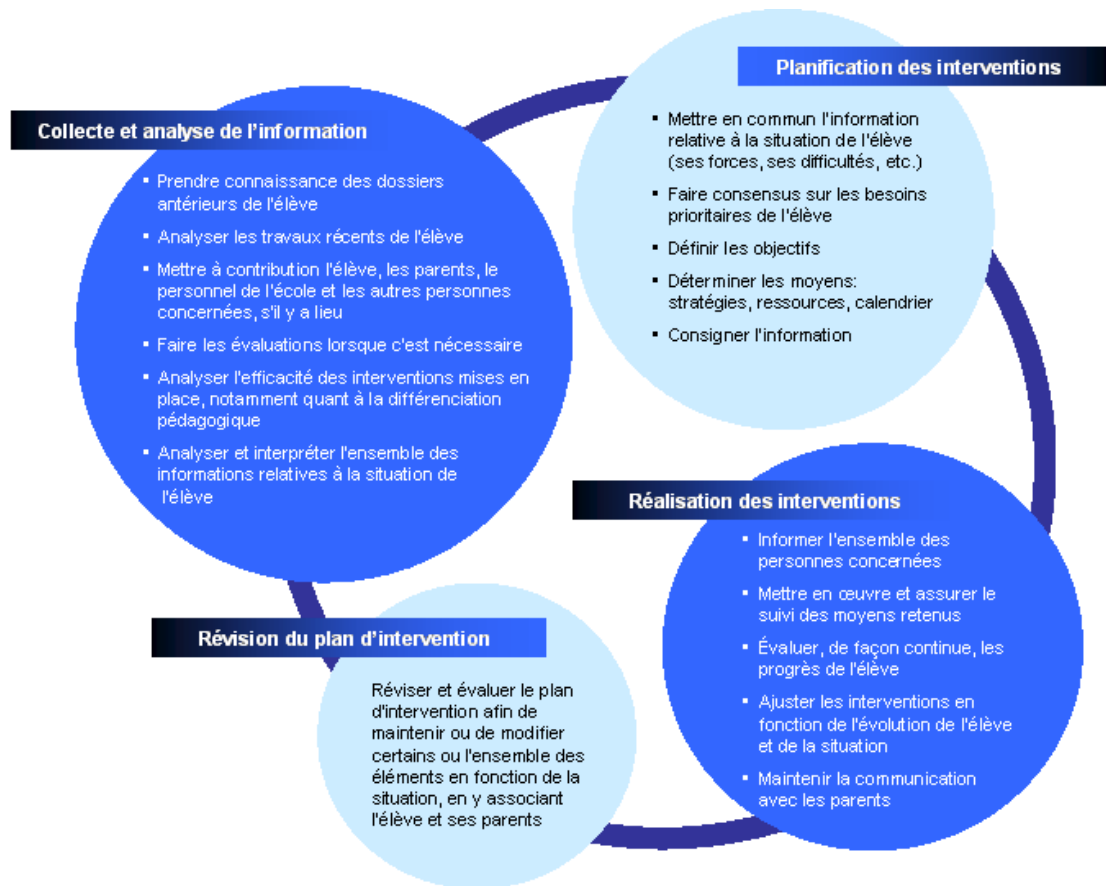 Collecte et analyse de l'information
▪ Prendre connaissance des dossiers
antérieurs de l'élève
▪ Analyser les travaux récents de l'élève
▪ Mettre à contribution l'élève, les parents, le
personnel de l'école et les autres personnes
concernées, s'il y a lieu
▪ Faire les évaluations lorsque c'est nécessaire
▪ Analyser l'efficacité des interventions mises en
place, notamment quant à la différenciation
pédagogique
▪ Analyser et interpréter l'ensemble des
informations relatives à la situation de
l'élève
Planification des interventions
▪ Mettre en commun l'information
relative à la situation de l'élève
(ses forces, ses difficultés, etc.)
▪ Faire consensus sur les besoins
prioritaires de l'élève
▪ Définir les objectifs
▪ Déterminer les moyens:
stratégies, ressources, calendrier
▪ Consigner l'information
Réalisation des interventions
▪ Informer l'ensemble des
personnes concernées
▪ Mettre en œuvre et assurer le
suivi des moyens retenus
▪ Évaluer, de façon continue, les
progrès de l'élève
▪ Ajuster les interventions en
fonction de l'évolution de l'élève
et de la situation
▪ Maintenir la communication
avec les parents
Révision du plan d'intervention
Réviser et évaluer le plan
d'intervention afin de
maintenir ou de modifier
certains ou l'ensemble des
éléments en fonction de la
situation, en y associant
l'élève et ses parents